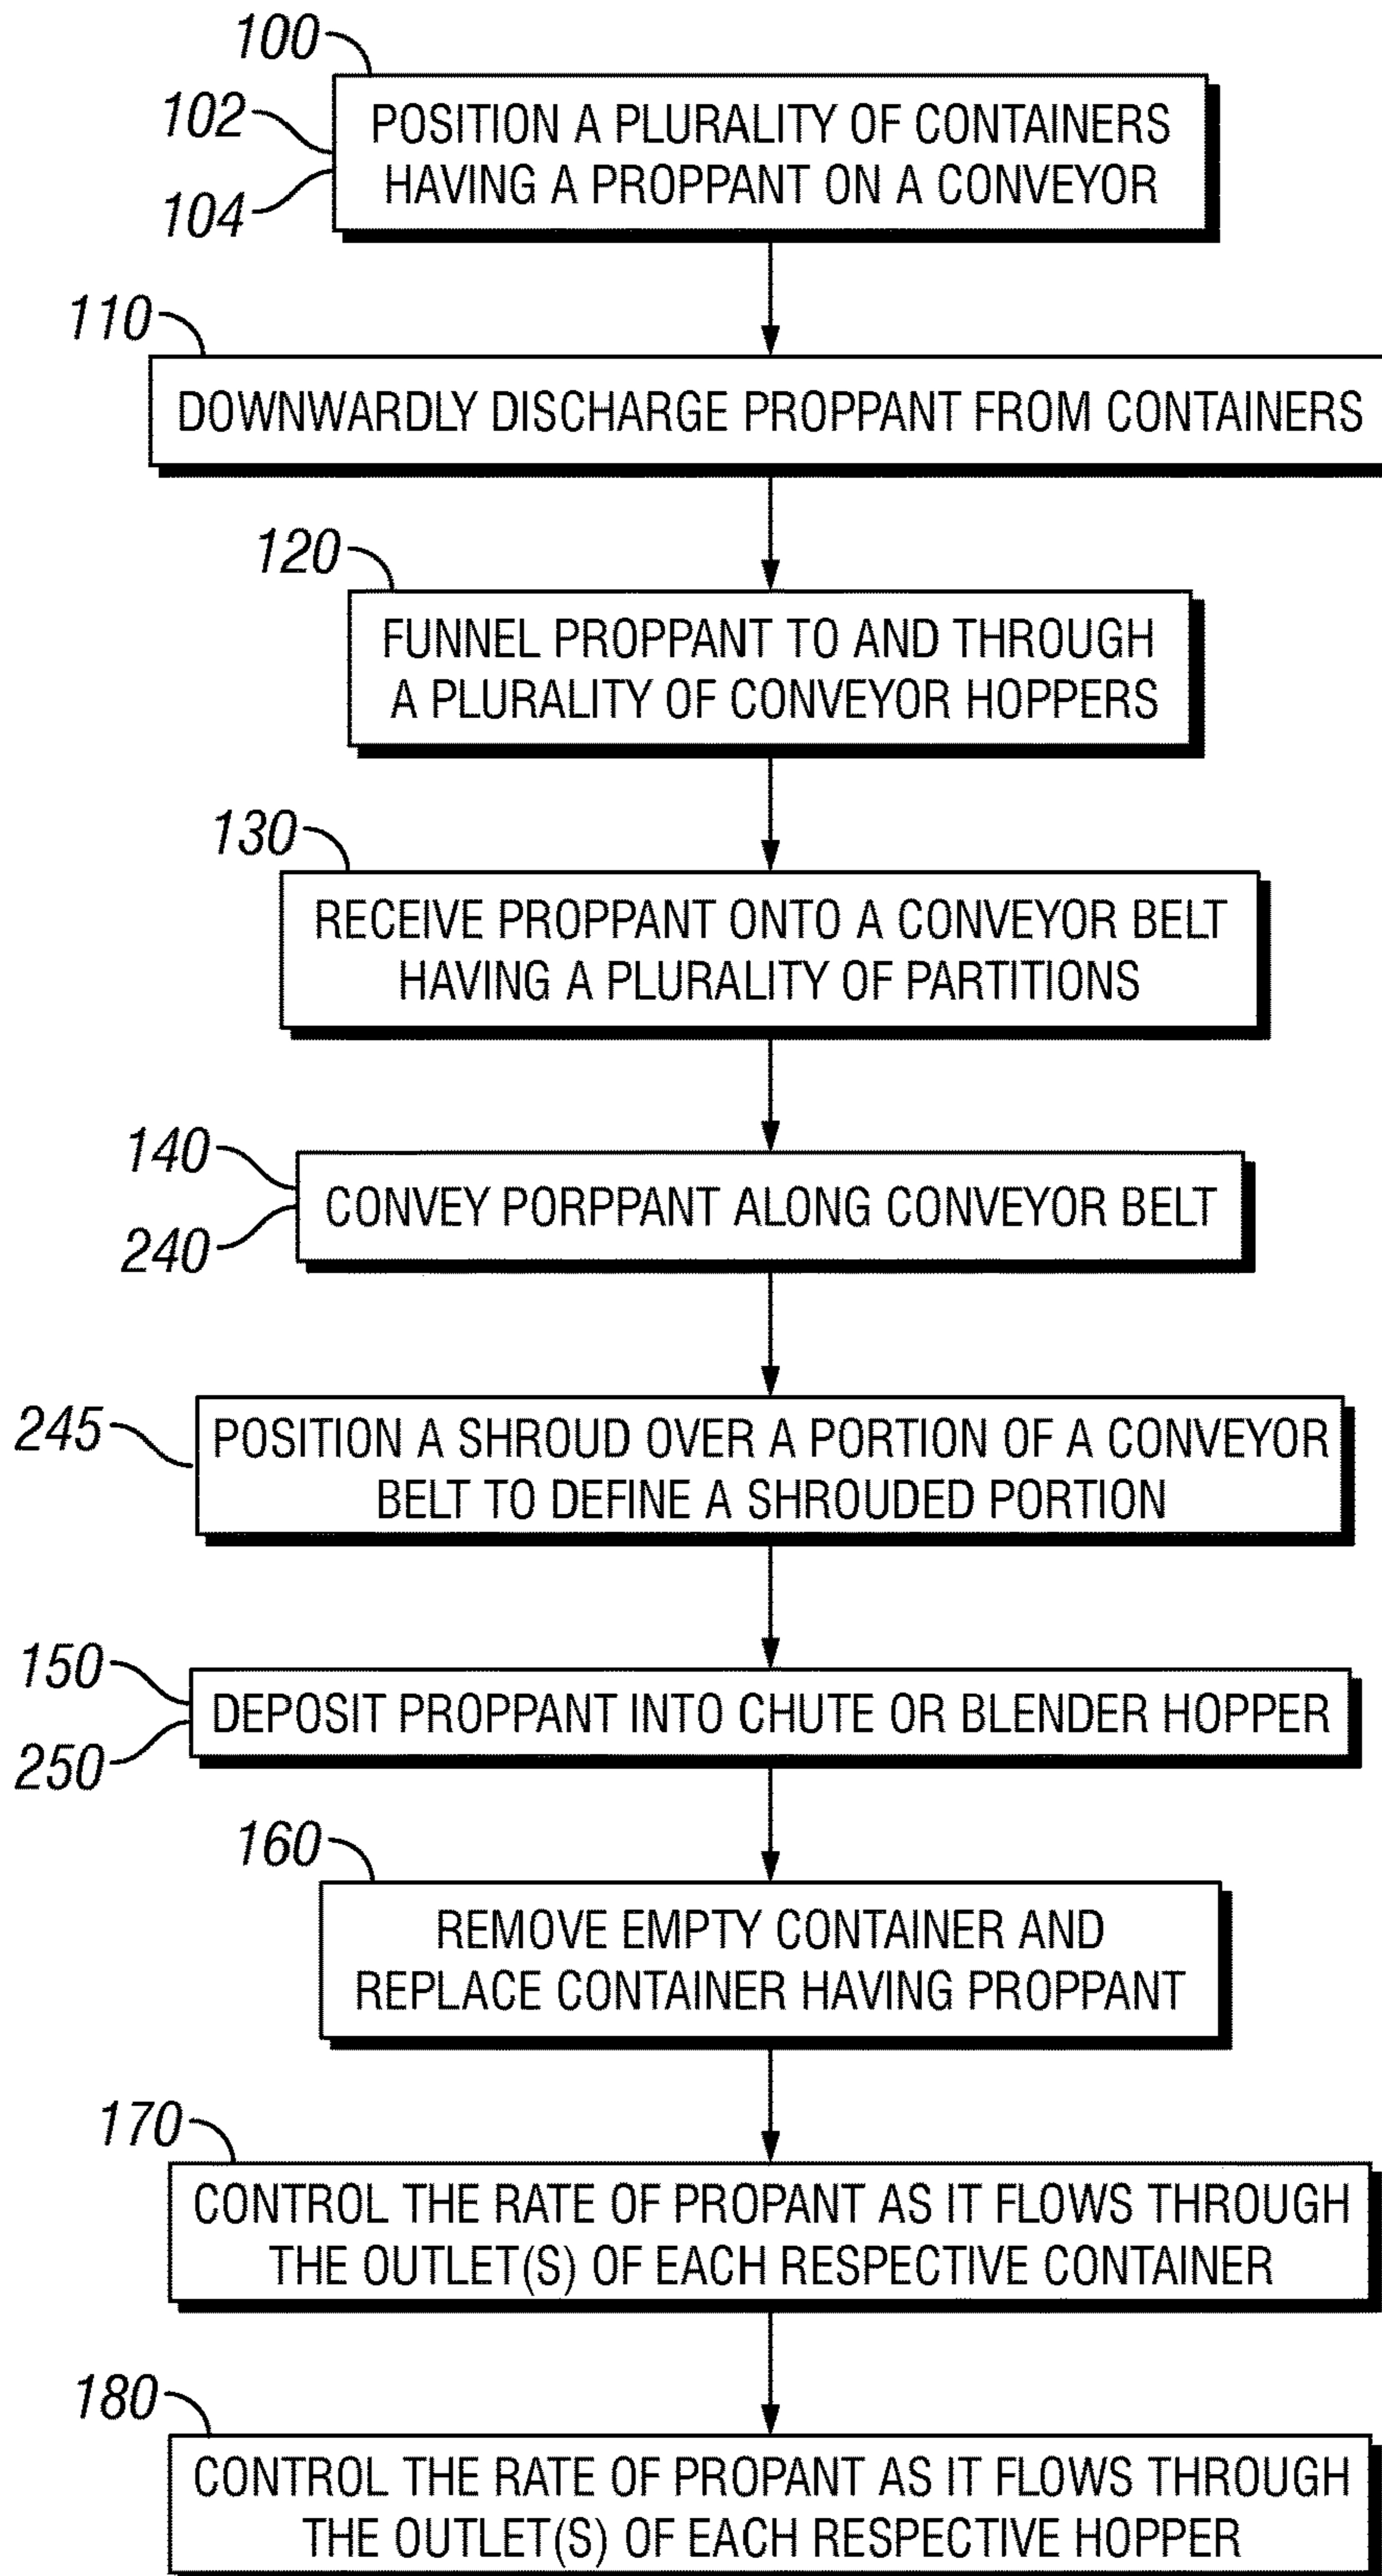 100
102
104
POSITION A PLURALITY OF CONTAINERS
HAVING A PROPPANT ON A CONVEYOR
110
DOWNWARDLY DISCHARGE PROPPANT FROM CONTAINERS
120
FUNNEL PROPPANT TO AND THROUGH
A PLURALITY OF CONVEYOR HOPPERS
130
RECEIVE PROPPANT ONTO A CONVEYOR BELT
HAVING A PLURALITY OF PARTITIONS
140
240
CONVEY PORPPANT ALONG CONVEYOR BELT
245
POSITION A SHROUD OVER A PORTION OF A CONVEYOR
BELT TO DEFINE A SHROUDED PORTION
150
250
DEPOSIT PROPPANT INTO CHUTE OR BLENDER HOPPER
160
REMOVE EMPTY CONTAINER AND
REPLACE CONTAINER HAVING PROPPANT
170
CONTROL THE RATE OF PROPANT AS IT FLOWS THROUGH
THE OUTLET(S) OF EACH RESPECTIVE CONTAINER
180
CONTROL THE RATE OF PROPANT AS IT FLOWS THROUGH
THE OUTLET(S) OF EACH RESPECTIVE HOPPER